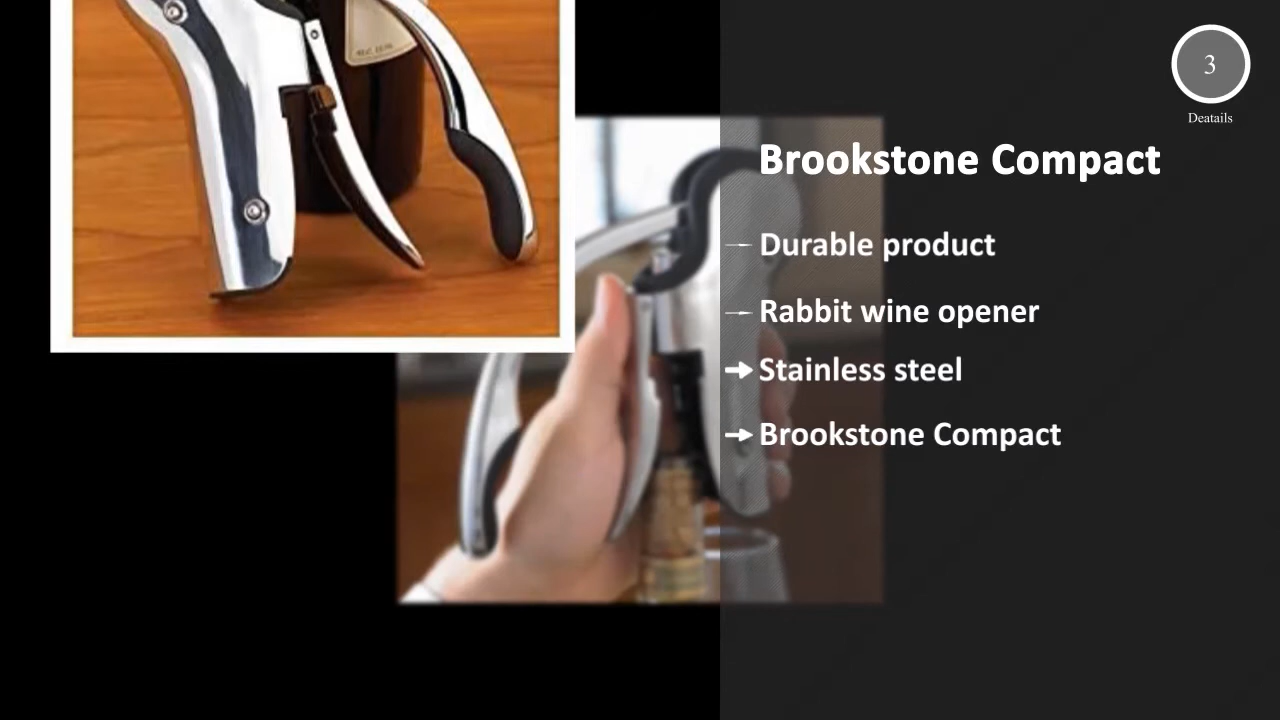 3
Deatails
Brookstone Compact
Durable product
Rabbit wine opener
Stainless steel
Brookstone Compact